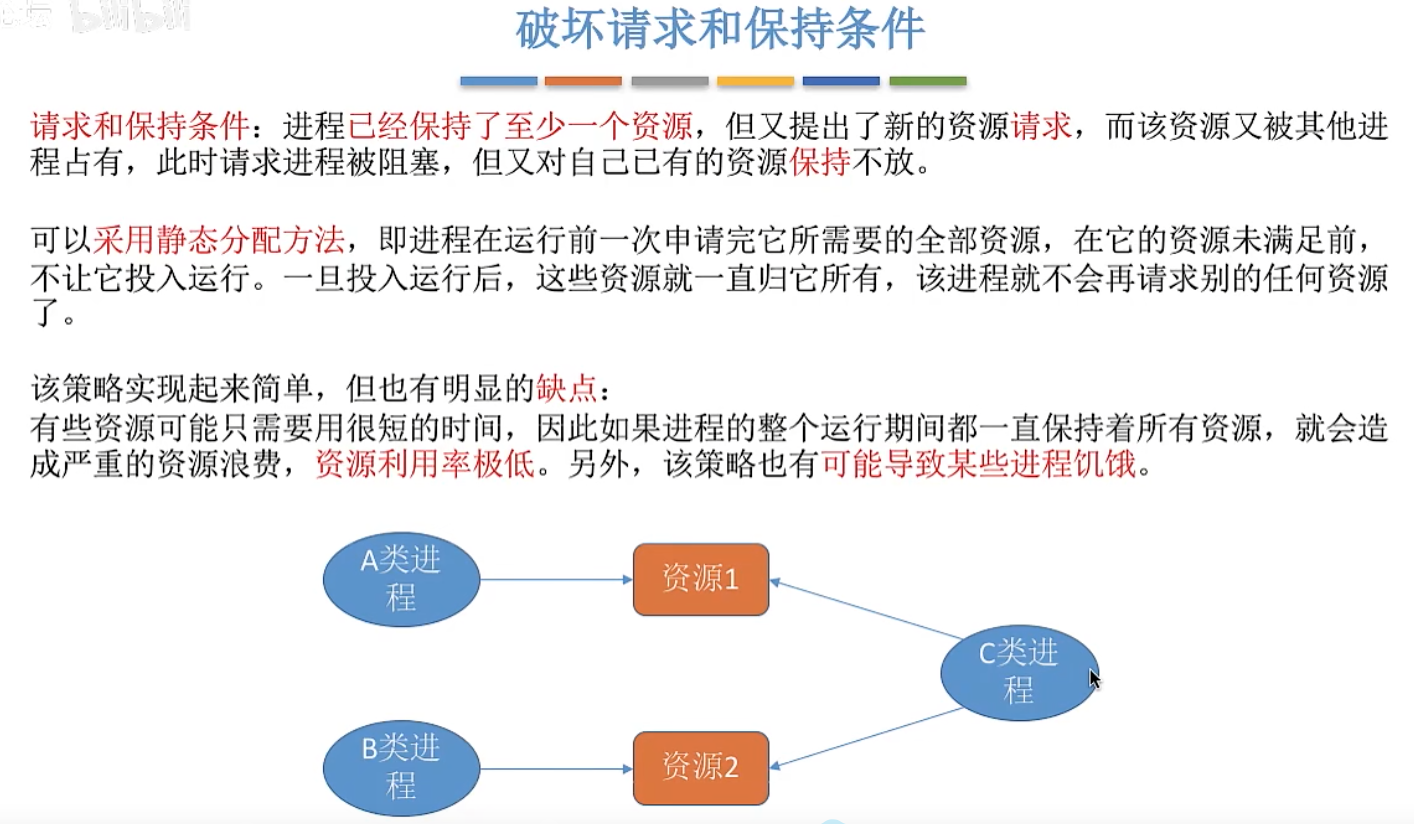 bilibili
破坏请求和保持条件
请求和保持条件：进程已经保持了至少一个资源，但又提出了新的资源请求，而该资源又被其他进
程占有，此时请求进程被阻塞，但又对自己已有的资源保持不放。
可以采用静态分配方法，即进程在运行前一次申请完它所需要的全部资源，在它的资源未满足前，
不让它投入运行。一旦投入运行后，这些资源就一直归它所有，该进程就不会再请求别的任何资源
了。
该策略实现起来简单，但也有明显的缺点：
有些资源可能只需要用很短的时间，因此如果进程的整个运行期间都一直保持着所有资源，就会造
成严重的资源浪费，资源利用率极低。另外，该策略也有可能导致某些进程饥饿。
A类进
程
资源1
C类进
程
B类进
程
资源2